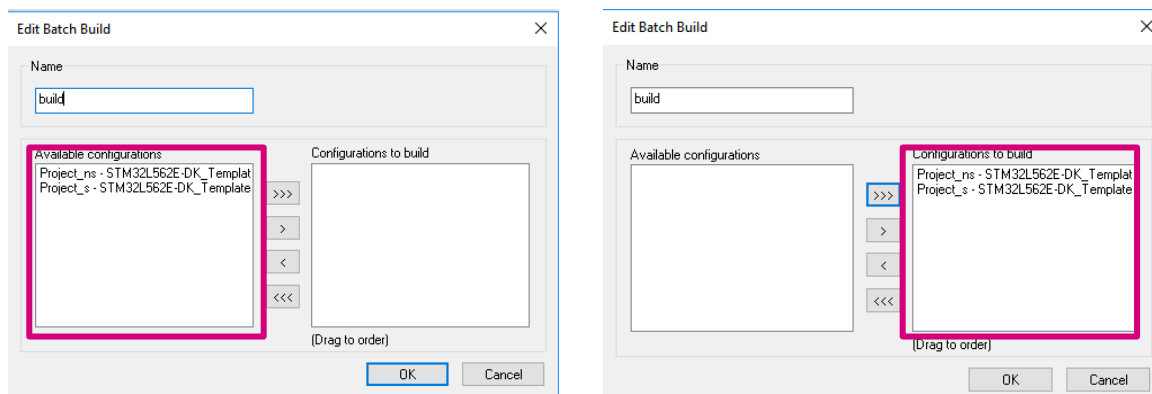 Edit Batch Build
Name
build
Available configurations
Project_ns - STM32L562E-DK_Templat
Project_s - STM32L562E-DK_Template
>>>
>
<
<<<
Configurations to build
(Drag to order)
OK
Cancel
Edit Batch Build
Name
build
Available configurations
>>>
>
<
<<<
Configurations to build
Project_ns - STM32L562E-DK_Templat
Project_s - STM32L562E-DK_Template
(Drag to order)
OK
Cancel